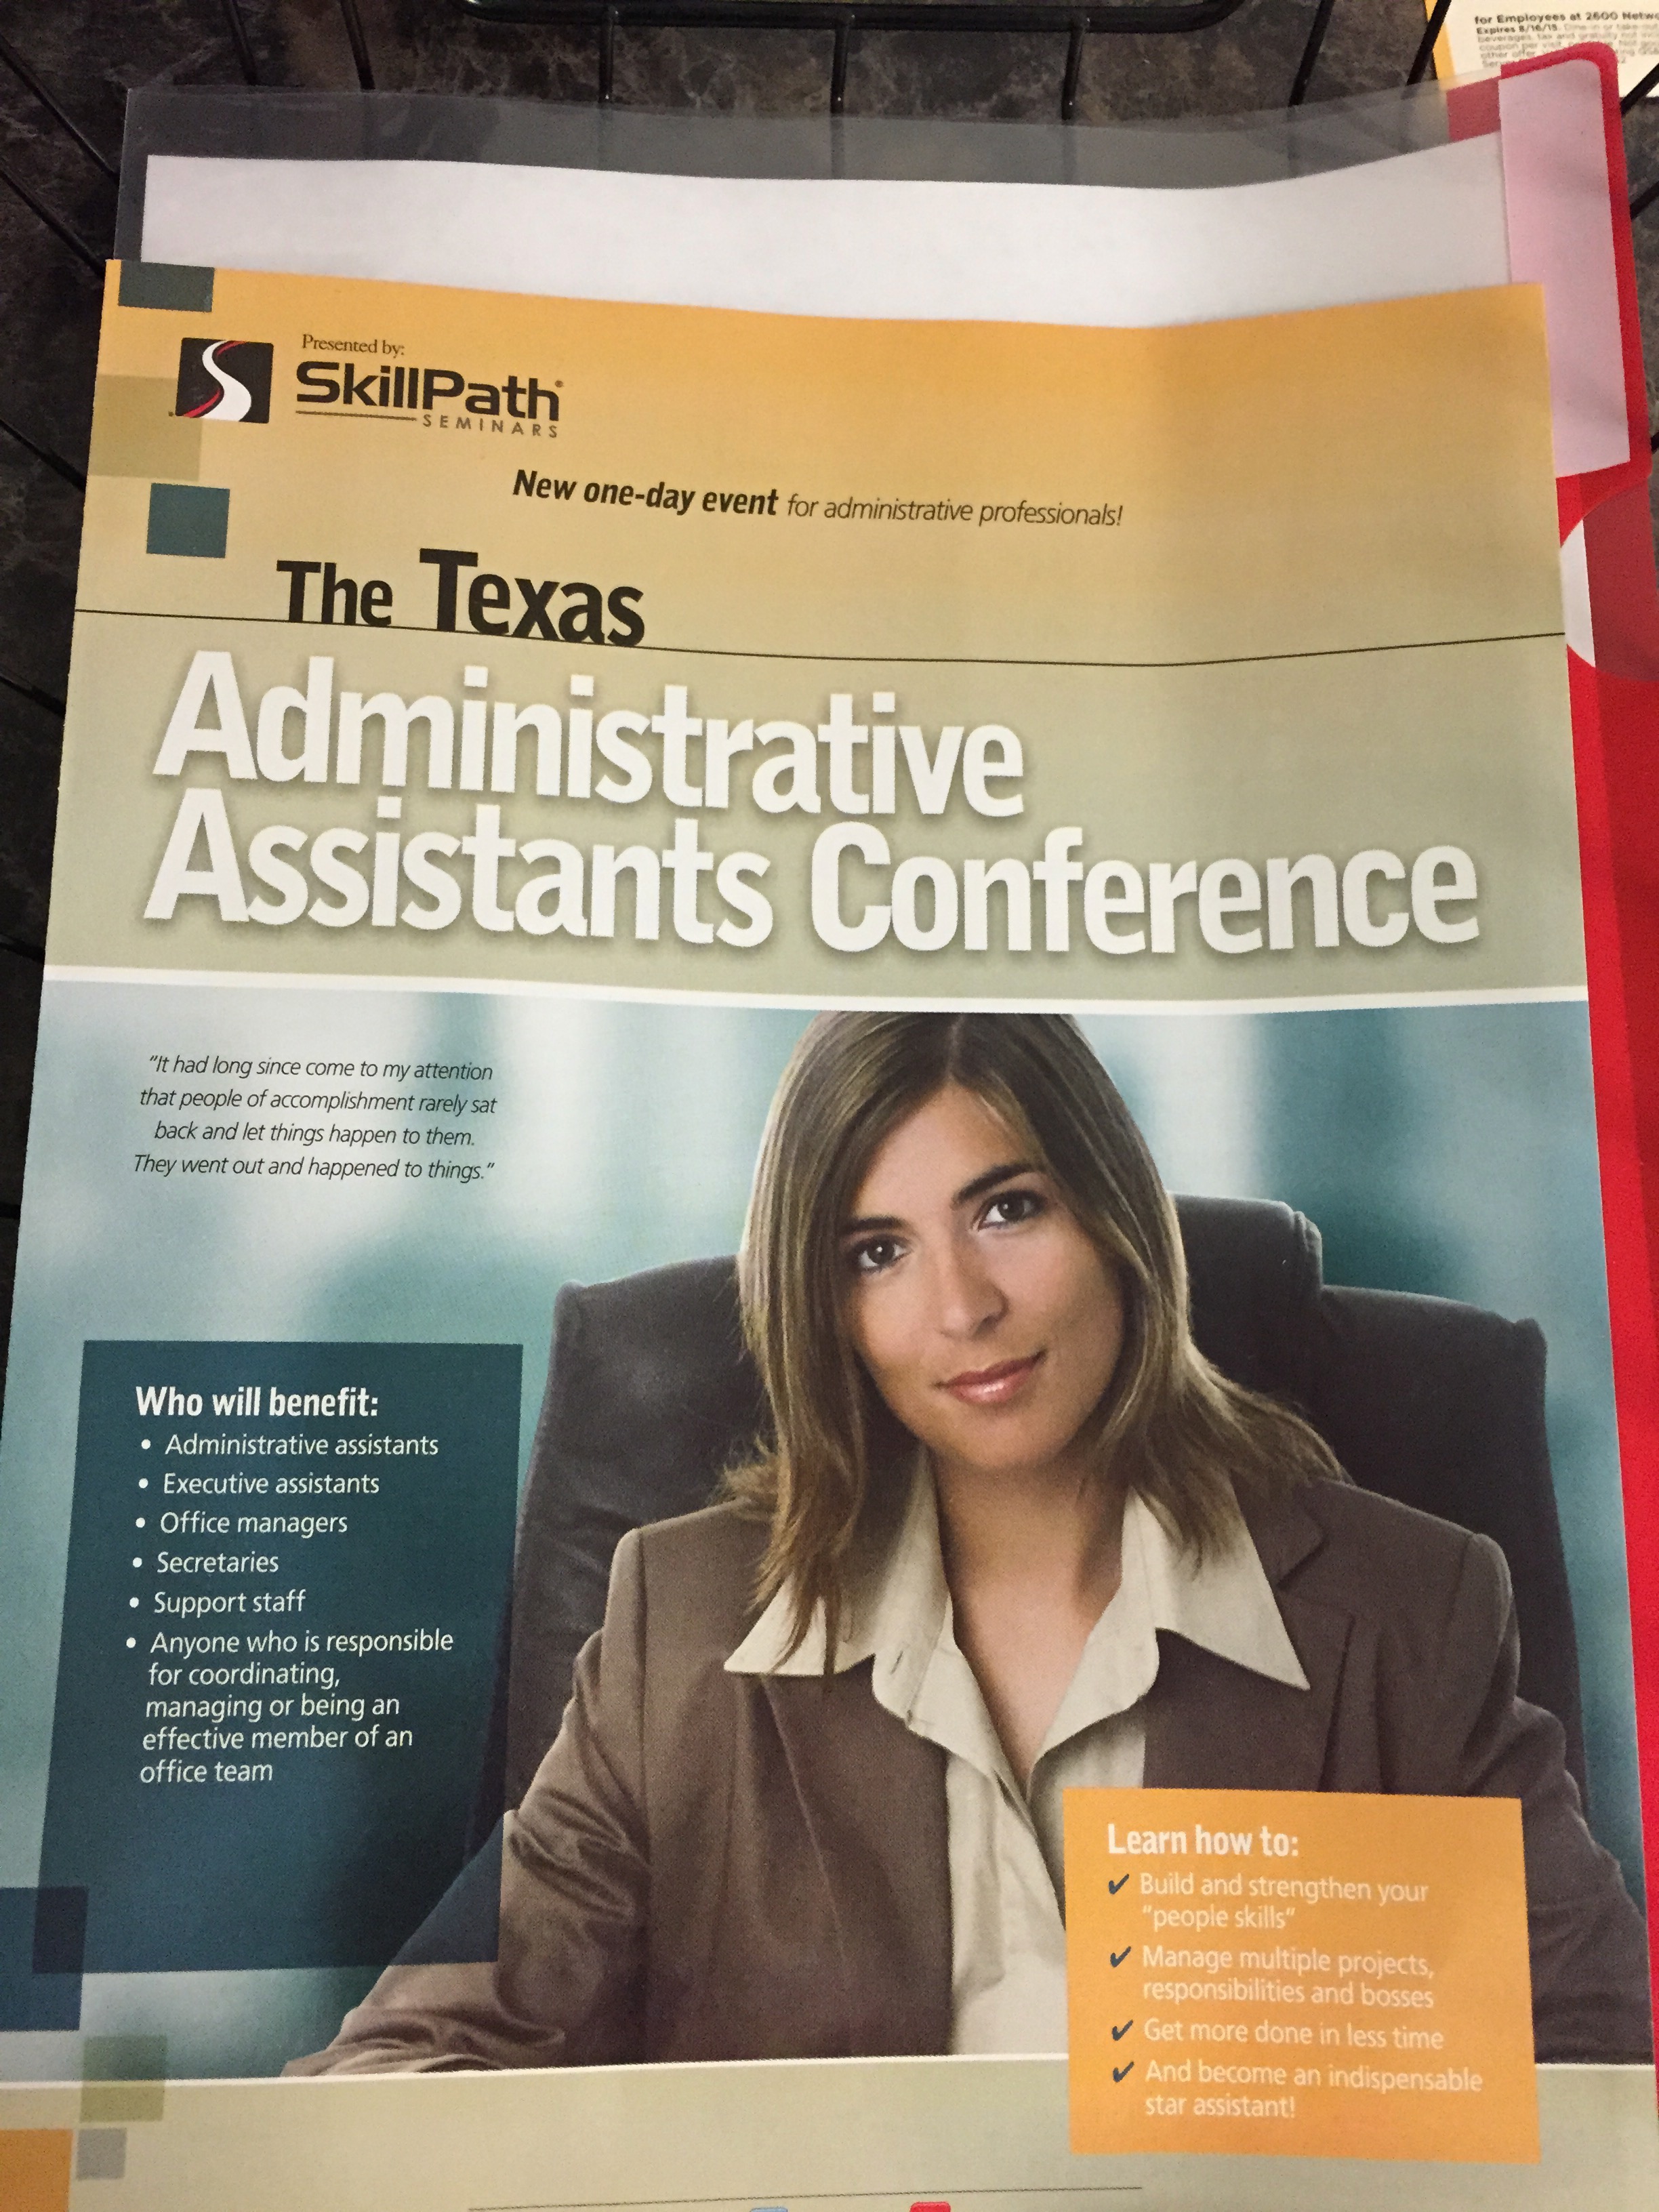 for Employees at 2600
Expires 8/16/15.
Presented by:
SkillPath®
SEMINARS
New one-day event for administrative professionals!
The Texas
Administrative
Assistants Conference
"It had long since come to my attention
that people of accomplishment rarely sat
back and let things happen to them.
They went out and happened to things."
Who will benefit:
• Administrative assistants
• Executive assistants
• Office managers
• Secretaries
• Support staff
• Anyone who is responsible
for coordinating,
managing or being an
effective member of an
office team
Learn how to:
✔ Build and strengthen your
"people skills"
✔ Manage multiple projects,
responsibilities and bosses
✔ Get more done in less time
✔ And become an indispensable
star assistant!